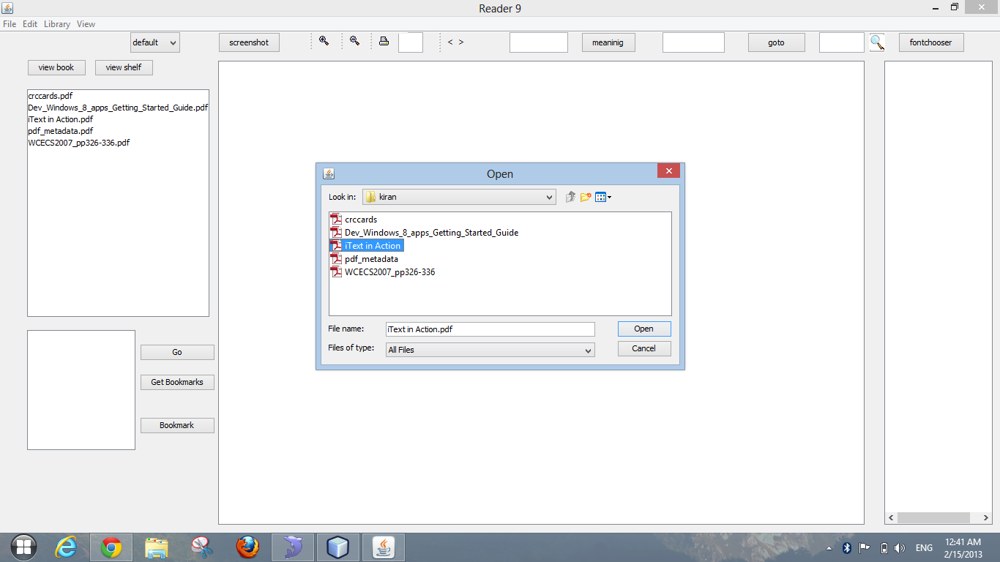 Reader 9
File Edit Library View
default screenshot < > meaninig goto fontchooser
view book view shelf
crccards.pdf
Dev_Windows_8_apps_Getting_Started_Guide.pdf
iText in Action.pdf
pdf_metadata.pdf
WCECS2007_pp326-336.pdf
Go
Get Bookmarks
Bookmark
Open
Look in: kiran
crccards
Dev_Windows_8_apps_Getting_Started_Guide
iText in Action
pdf_metadata
WCECS2007_pp326-336
File name: iText in Action.pdf Open
Files of type: All Files Cancel
ENG 12:41 AM
2/15/2013